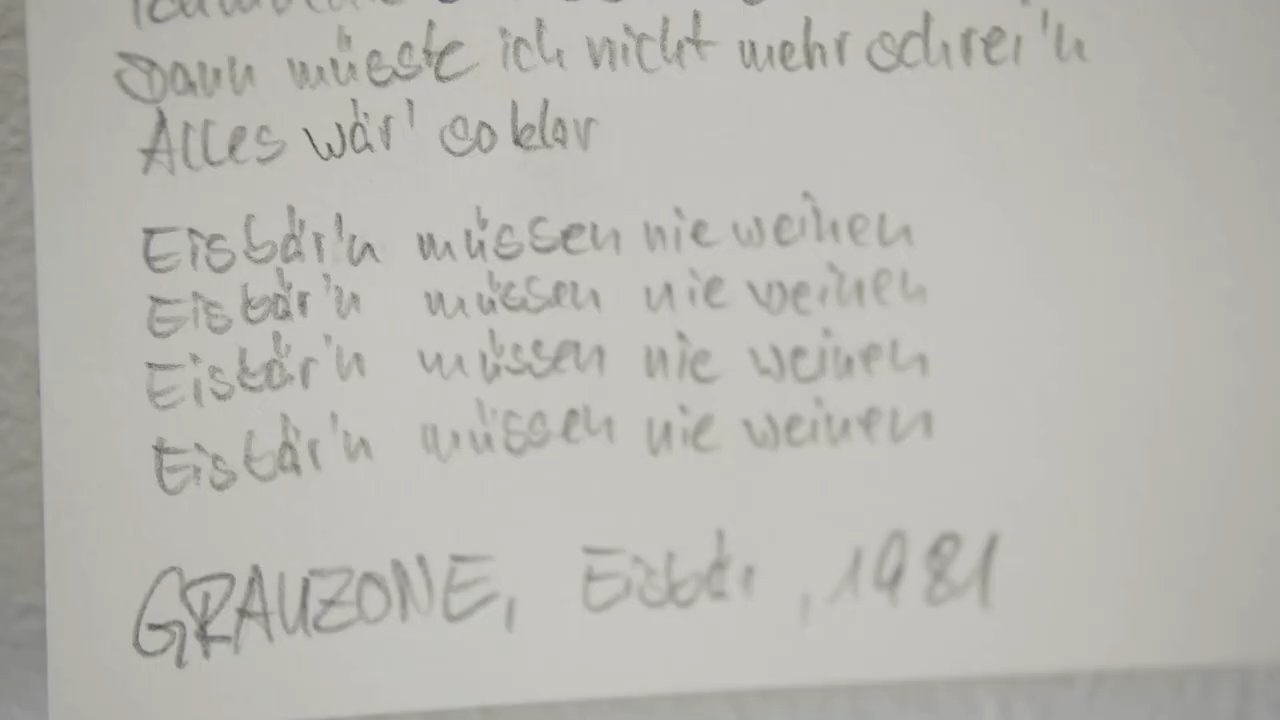 Dann müsste ich nicht mehr schrei'n
Alles wär' so klar
Eisbär'n müssen nie weinen
Eisbär'n müssen nie weinen
Eisbär'n müssen nie weinen
Eisbär'n müssen nie weinen
GRAUZONE, Eisbär, 1981